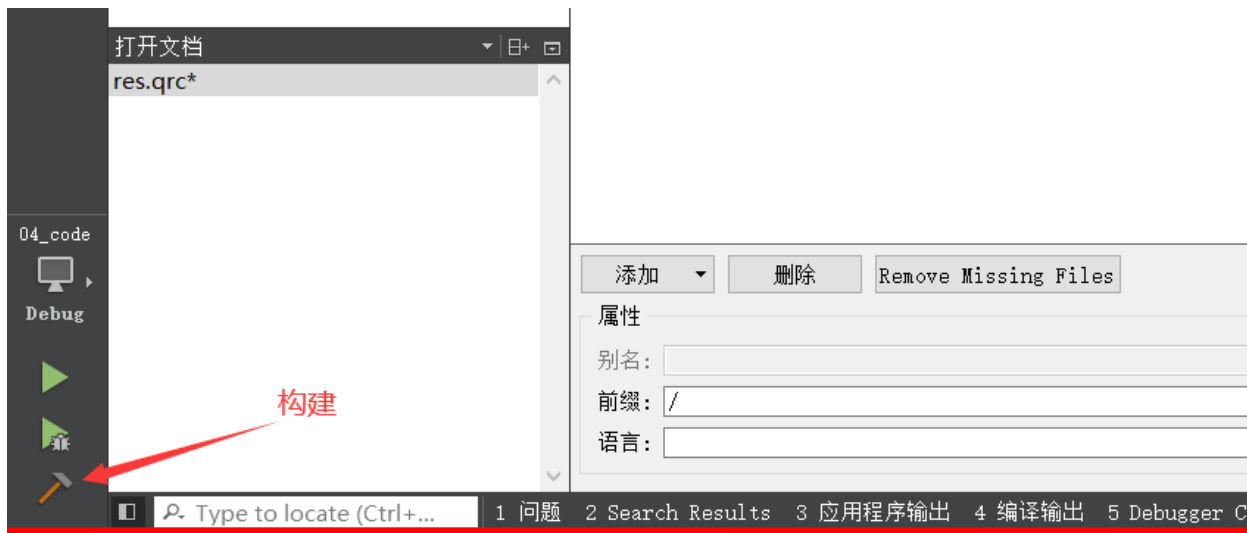 打开文档
res.qrc*
04_code
Debug
构建
添加
删除
Remove Missing Files
属性
别名:
前缀: /
语言:
Type to locate (Ctrl+...
1 问题 2 Search Results 3 应用程序输出 4 编译输出 5 Debugger C